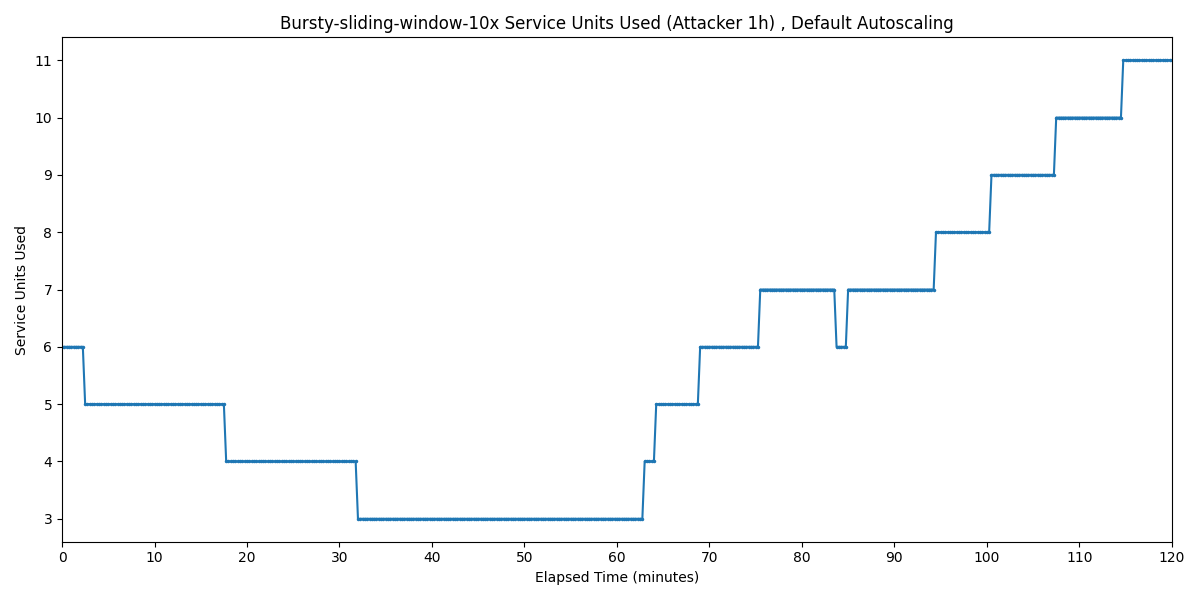 Bursty-sliding-window-10x Service Units Used (Attacker 1h) , Default Autoscaling
Service Units Used
11
10
9
8
7
6
5
4
3
0 10 20 30 40 50 60 70 80 90 100 110 120
Elapsed Time (minutes)